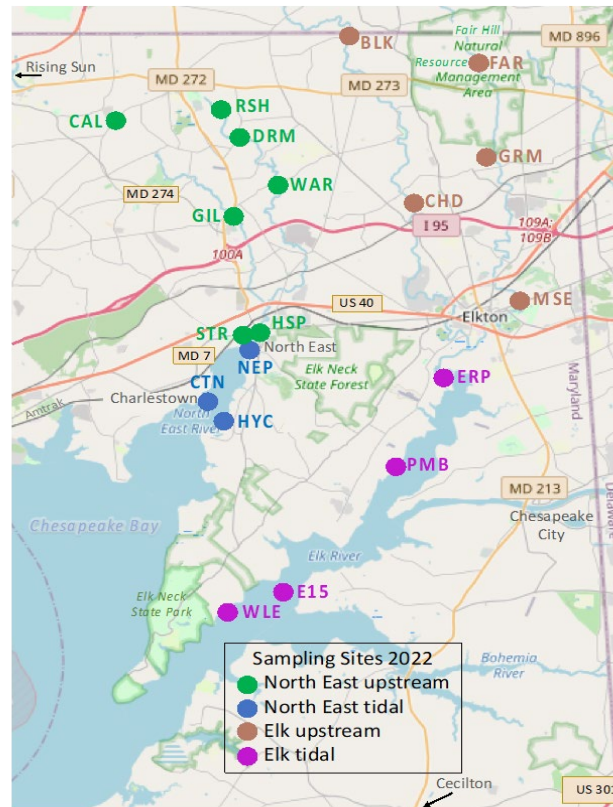 BLK
Fair Hill
Natural
Resource
Management
Area
FAR
MD 896
Rising Sun
MD 272
MD 273
RSH
CAL
DRM
GRM
WAR
MD 274
CHD
GIL
I 95
109A;
109B
100A
US 40
MSE
Elkton
HSP
STR
North East
MD 7
NEP
Elk Neck
State Forest
CTN
ERP
Maryland
Charlestown
Amtrak
North
East River
HYC
PMB
MD 213
Delaware
Chesapeake Bay
Chesapeake
City
Elk River
E15
Elk Neck
State Park
WLE
Sampling Sites 2022
North East upstream
North East tidal
Elk upstream
Elk tidal
Bohemia
River
Cecilton
US 30